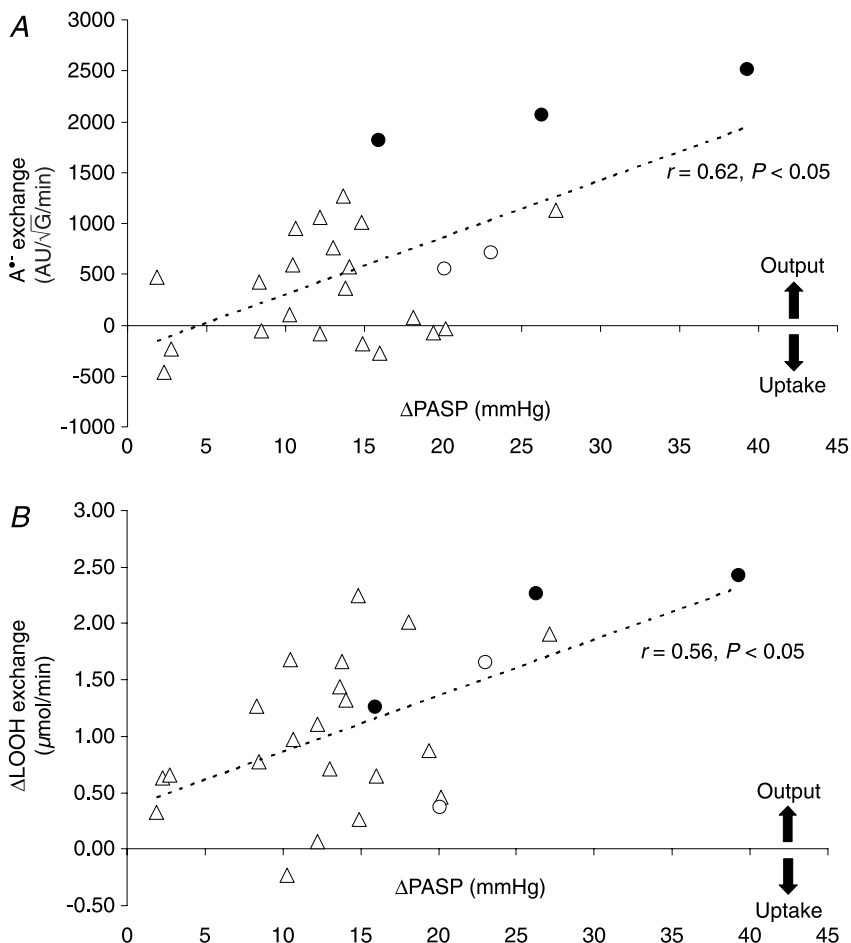 A
3000
2500
2000
1500
1000
500
0
-500
-1000
A•- exchange
(AU/√G/min)
r = 0.62, P < 0.05
Output
Uptake
ΔPASP (mmHg)
0 5 10 15 20 25 30 35 40 45
B
3.00
2.50
2.00
1.50
1.00
0.50
0.00
-0.50
ΔLOOH exchange
(µmol/min)
r = 0.56, P < 0.05
Output
Uptake
ΔPASP (mmHg)
0 5 10 15 20 25 30 35 40 45